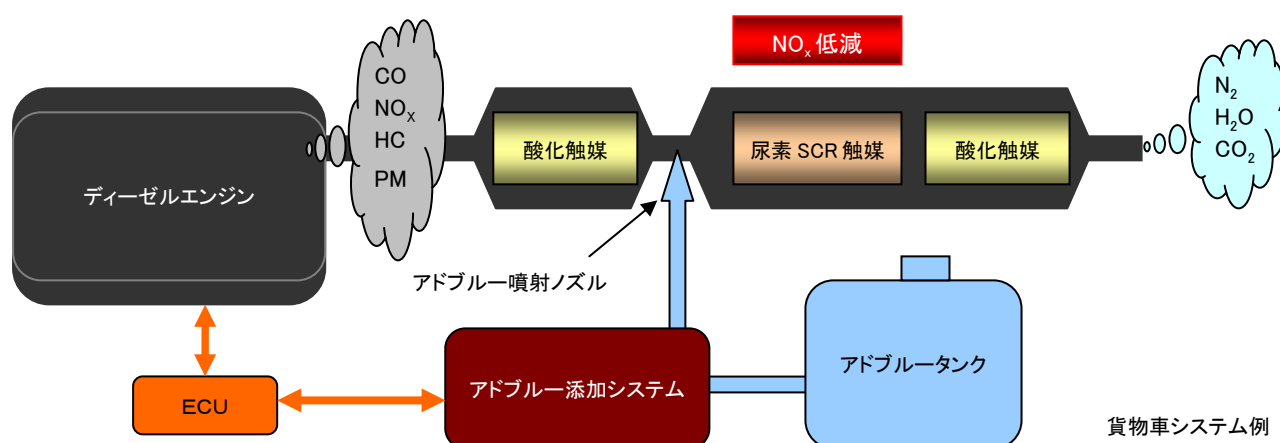 NOx 低減
CO
NOX
HC
PM
N2
H2O
CO2
酸化触媒
尿素 SCR 触媒
酸化触媒
ディーゼルエンジン
アドブルー噴射ノズル
アドブルー添加システム
アドブルータンク
ECU
貨物車システム例